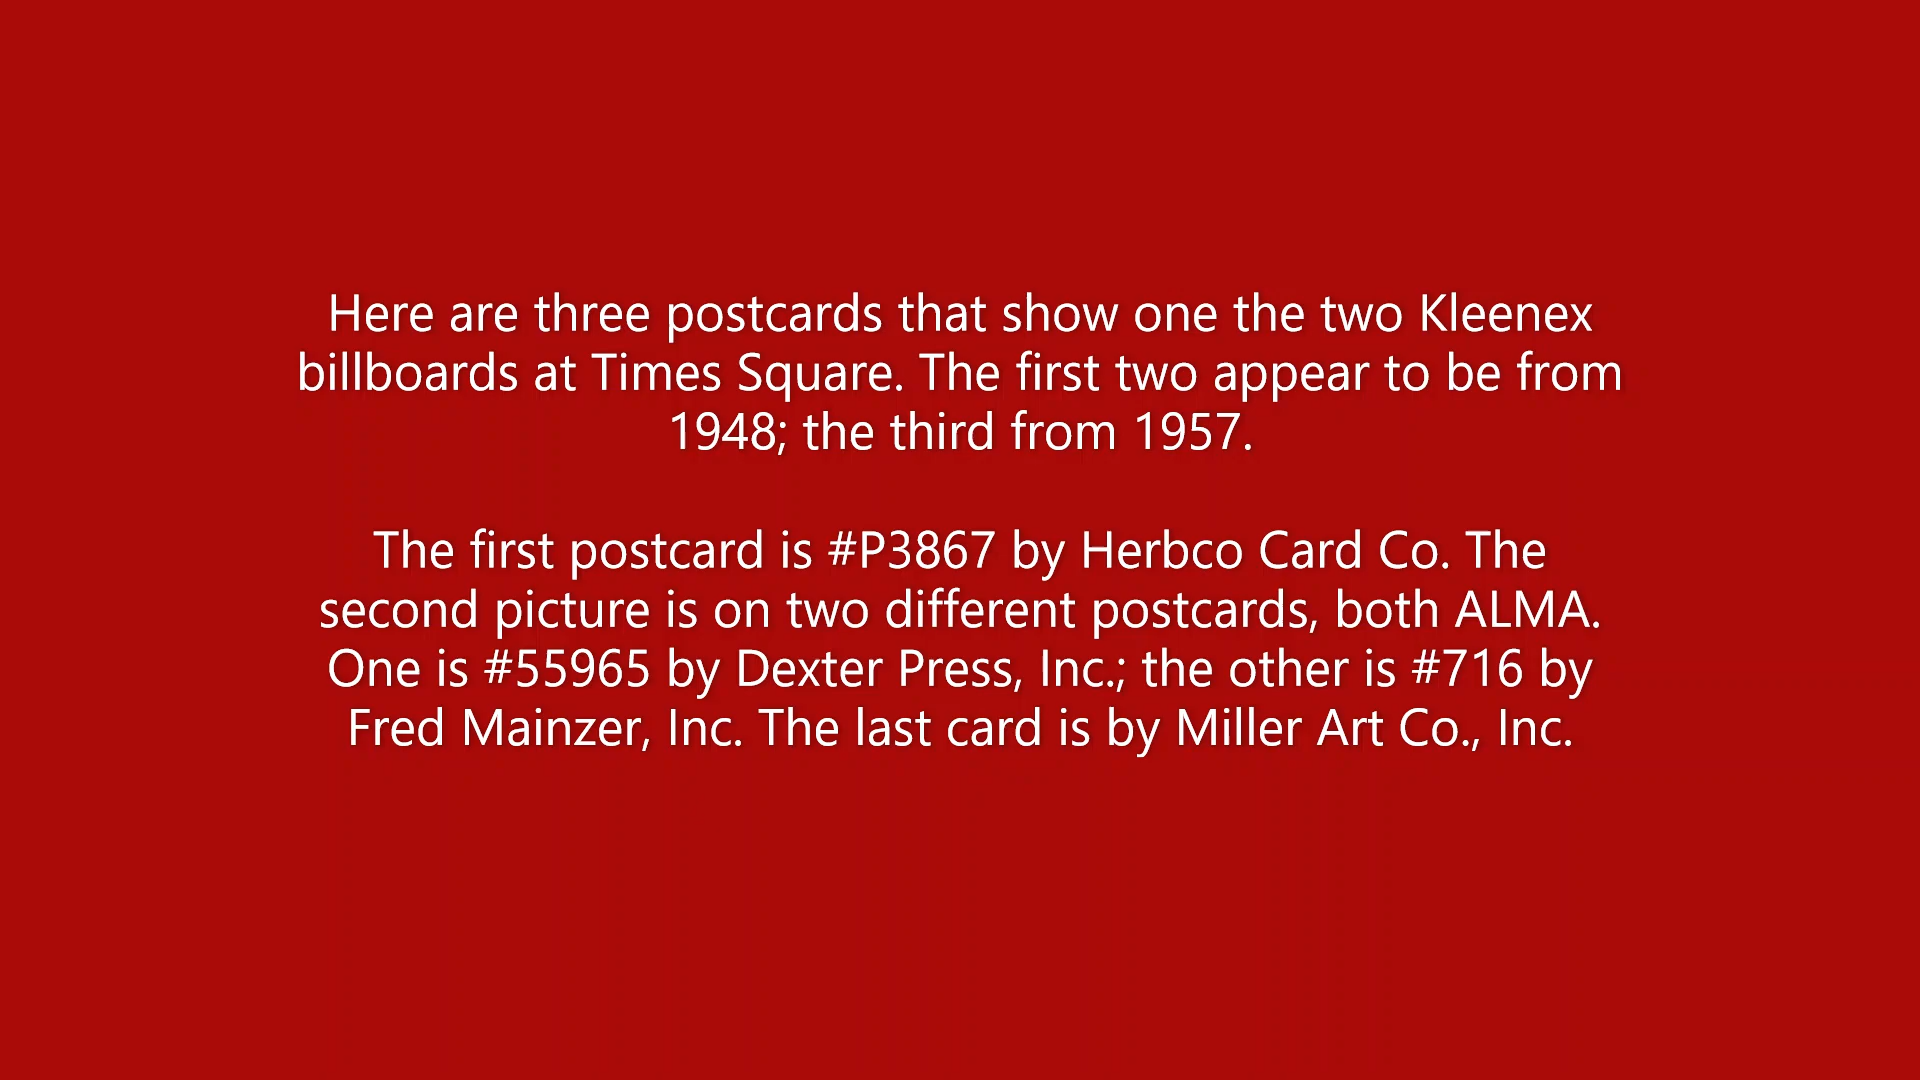 Here are three postcards that show one the two Kleenex
billboards at Times Square. The first two appear to be from
1948; the third from 1957.
The first postcard is #P3867 by Herbco Card Co. The
second picture is on two different postcards, both ALMA.
One is #55965 by Dexter Press, Inc.; the other is #716 by
Fred Mainzer, Inc. The last card is by Miller Art Co., Inc.